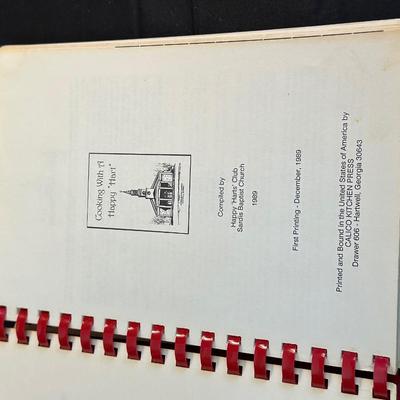 Cooking With A
Happy "Hart"
Compiled by
Happy 'Harts' Club
Sardis Baptist Church
1989
First Printing - December, 1989
Printed and Bound in the United States of America by
CALICO KITCHEN PRESS
Drawer 606 - Hartwell, Georgia 30643